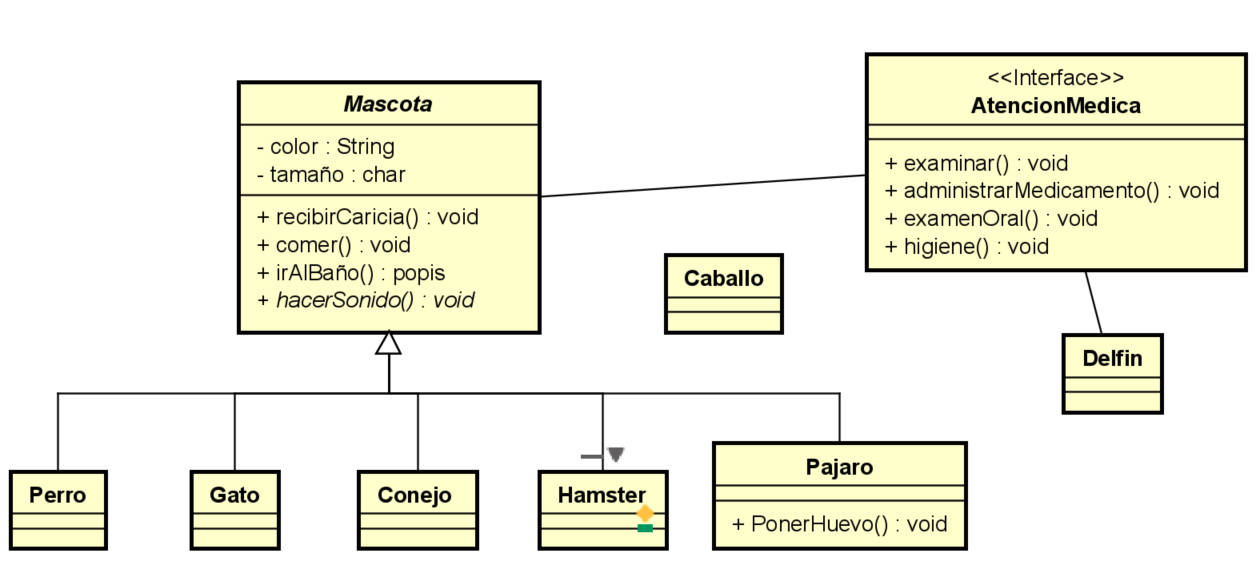 Mascota
- color : String
- tamaño : char
+ recibirCaricia() : void
+ comer() : void
+ irAlBaño() : popis
+ hacerSonido() : void
<<Interface>>
AtencionMedica
+ examinar() : void
+ administrarMedicamento() : void
+ examenOral() : void
+ higiene() : void
Caballo
Delfin
Perro
Gato
Conejo
Hamster
Pajaro
+ PonerHuevo() : void